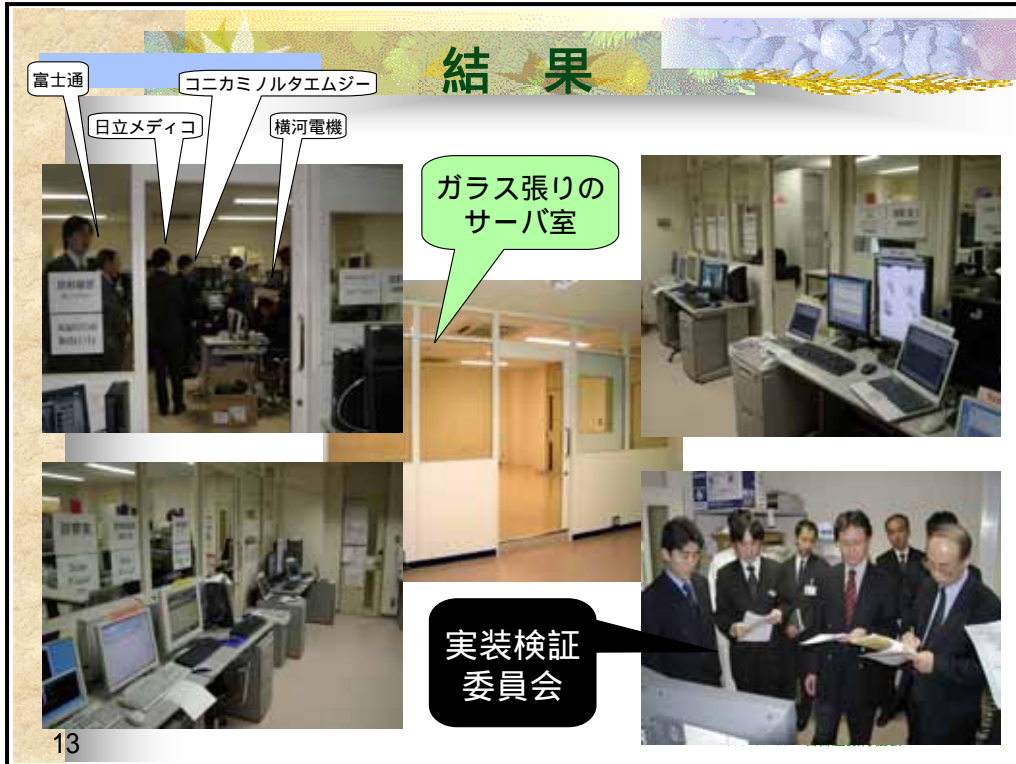 結 果
富士通
コニカミノルタエムジー
日立メディコ
横河電機
ガラス張りの
サーバ室
実装検証
委員会
13